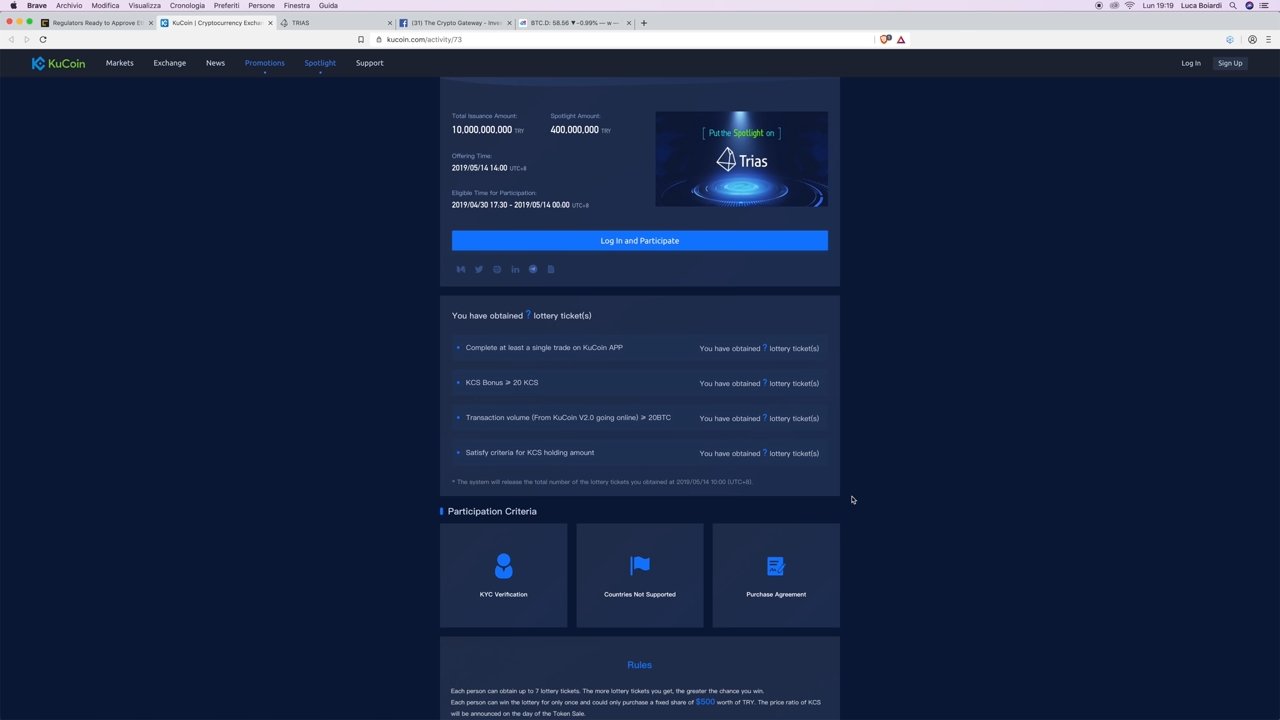 Brave Archivio Modifica Visualizza Cronologia Preferiti Persone Finestra Guida Lun 19:19 Luca Boiardi
Regulators Ready to Approve Et KuCoin | Cryptocurrency Exchan TRIAS (31) The Crypto Gateway - Inves BTC.D: 58.56 ▼−0.99% — w —
kucoin.com/activity/73
KuCoin Markets Exchange News Promotions Spotlight Support Log In Sign Up
Total Issuance Amount: Spotlight Amount:
10,000,000,000 TRY 400,000,000 TRY
[ Put the Spotlight on ]
Trias
Offering Time:
2019/05/14 14:00 UTC+8
Eligible Time for Participation:
2019/04/30 17:30 - 2019/05/14 00:00 UTC+8
Log In and Participate
You have obtained ? lottery ticket(s)
Complete at least a single trade on KuCoin APP You have obtained ? lottery ticket(s)
KCS Bonus ≥ 20 KCS You have obtained ? lottery ticket(s)
Transaction volume (From KuCoin V2.0 going online) ≥ 20BTC You have obtained ? lottery ticket(s)
Satisfy criteria for KCS holding amount You have obtained ? lottery ticket(s)
* The system will release the total number of the lottery tickets you obtained at 2019/05/14 10:00 (UTC+8).
Participation Criteria
KYC Verification Countries Not Supported Purchase Agreement
Rules
Each person can obtain up to 7 lottery tickets. The more lottery tickets you get, the greater the chance you win.
Each person can win the lottery for only once and could only purchase a fixed share of $500 worth of TRY. The price ratio of KCS
will be announced on the day of the Token Sale.